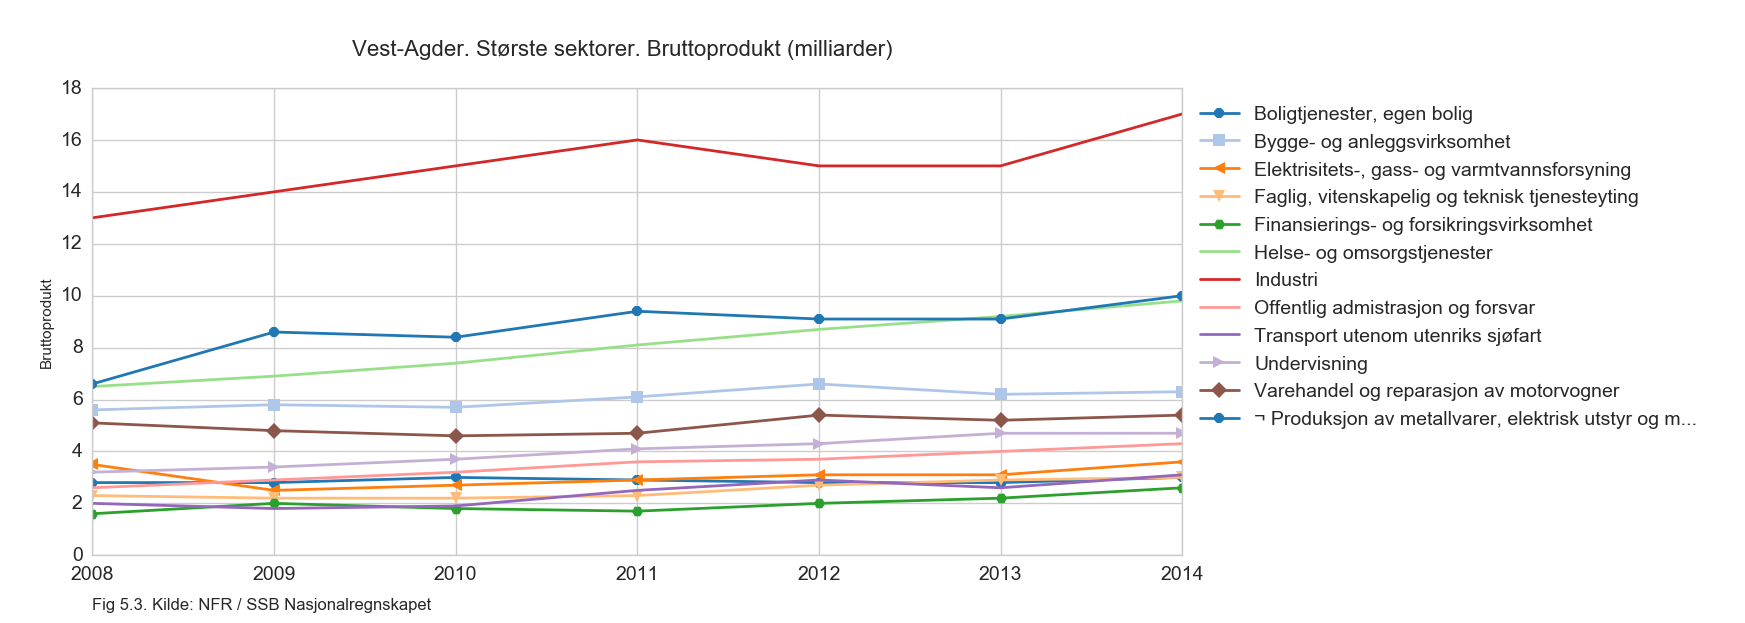 Vest-Agder. Største sektorer. Bruttoprodukt (milliarder)
18
16
14
12
10
8
6
4
2
0
Bruttoprodukt
2008 2009 2010 2011 2012 2013 2014
Boligtjenester, egen bolig
Bygge- og anleggsvirksomhet
Elektrisitets-, gass- og varmtvannsforsyning
Faglig, vitenskapelig og teknisk tjenesteyting
Finansierings- og forsikringsvirksomhet
Helse- og omsorgstjenester
Industri
Offentlig admistrasjon og forsvar
Transport utenom utenriks sjøfart
Undervisning
Varehandel og reparasjon av motorvogner
¬ Produksjon av metallvarer, elektrisk utstyr og m...
Fig 5.3. Kilde: NFR / SSB Nasjonalregnskapet